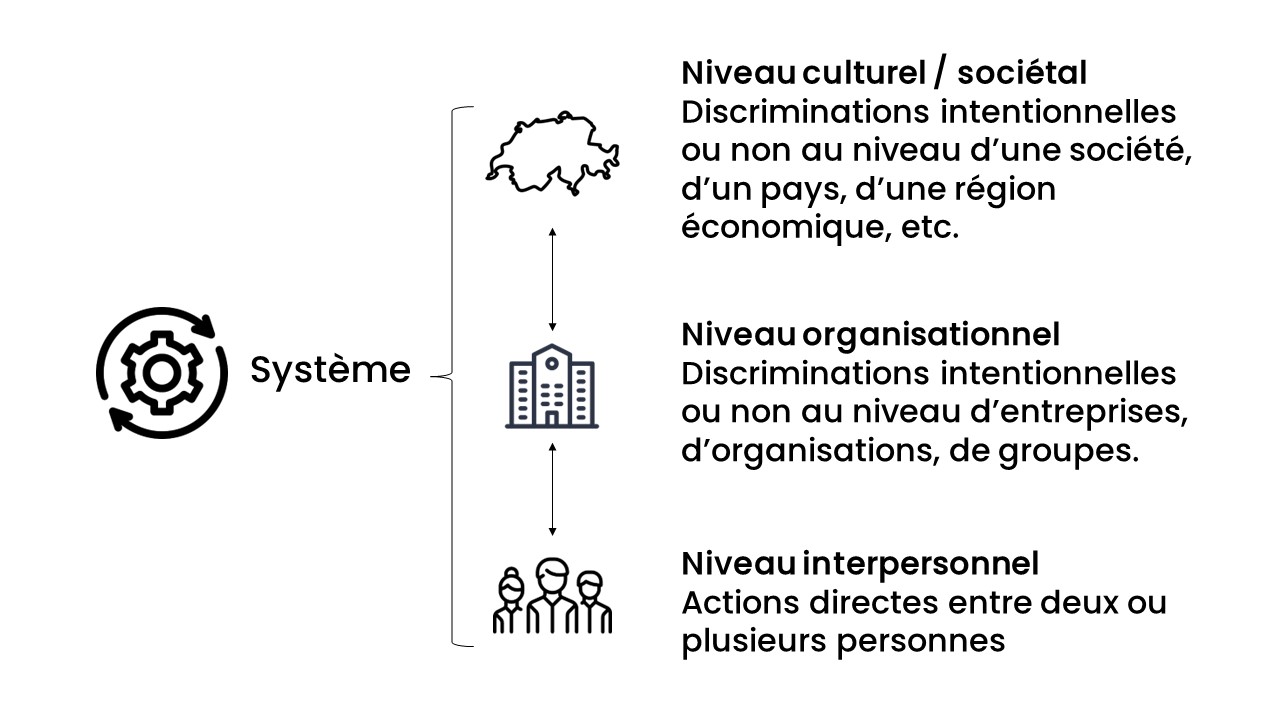 Système
Niveau culturel / sociétal
Discriminations intentionnelles
ou non au niveau d’une société,
d’un pays, d’une région
économique, etc.
Niveau organisationnel
Discriminations intentionnelles
ou non au niveau d’entreprises,
d’organisations, de groupes.
Niveau interpersonnel
Actions directes entre deux ou
plusieurs personnes